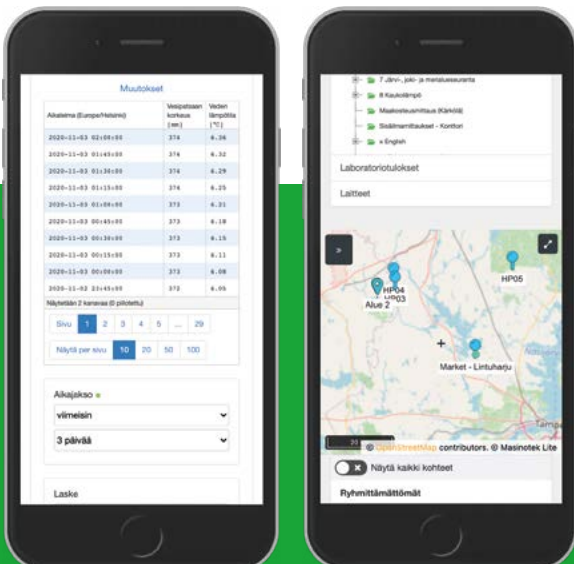 Muutokset
Aikaleima (Europe/Helsinki)
Vesipatsaan korkeus (mm)
Veden lämpötila (°C)
2020-11-03 02:00:00 374 6.36
2020-11-03 01:45:00 374 6.32
2020-11-03 01:30:00 374 6.29
2020-11-03 01:15:00 374 6.25
2020-11-03 01:00:00 373 6.21
2020-11-03 00:45:00 373 6.18
2020-11-03 00:30:00 373 6.15
2020-11-03 00:15:00 373 6.11
2020-11-03 00:00:00 373 6.08
2020-11-02 23:45:00 372 6.05
Näytetään 2 kanavaa (0 piilotettu)
Sivu 1 2 3 4 5 ... 29
Näytä per sivu 10 20 50 100
Aikajakso
viimeisin
3 päivää
Laske
7 Järvi-, joki- ja merialueseuranta
8 Kaukolämpö
Maakosteusmittaus (Kärkölä)
Sisäilmamittaukset - Konttori
x English
Laboratoriotulokset
Laitteet
»
HP05
HP04
Alue 2
Market - Lintuharju
Tampe
© OpenStreetMap contributors. © Masinotek Lite
Näytä kaikki kohteet
Ryhmittämättömät